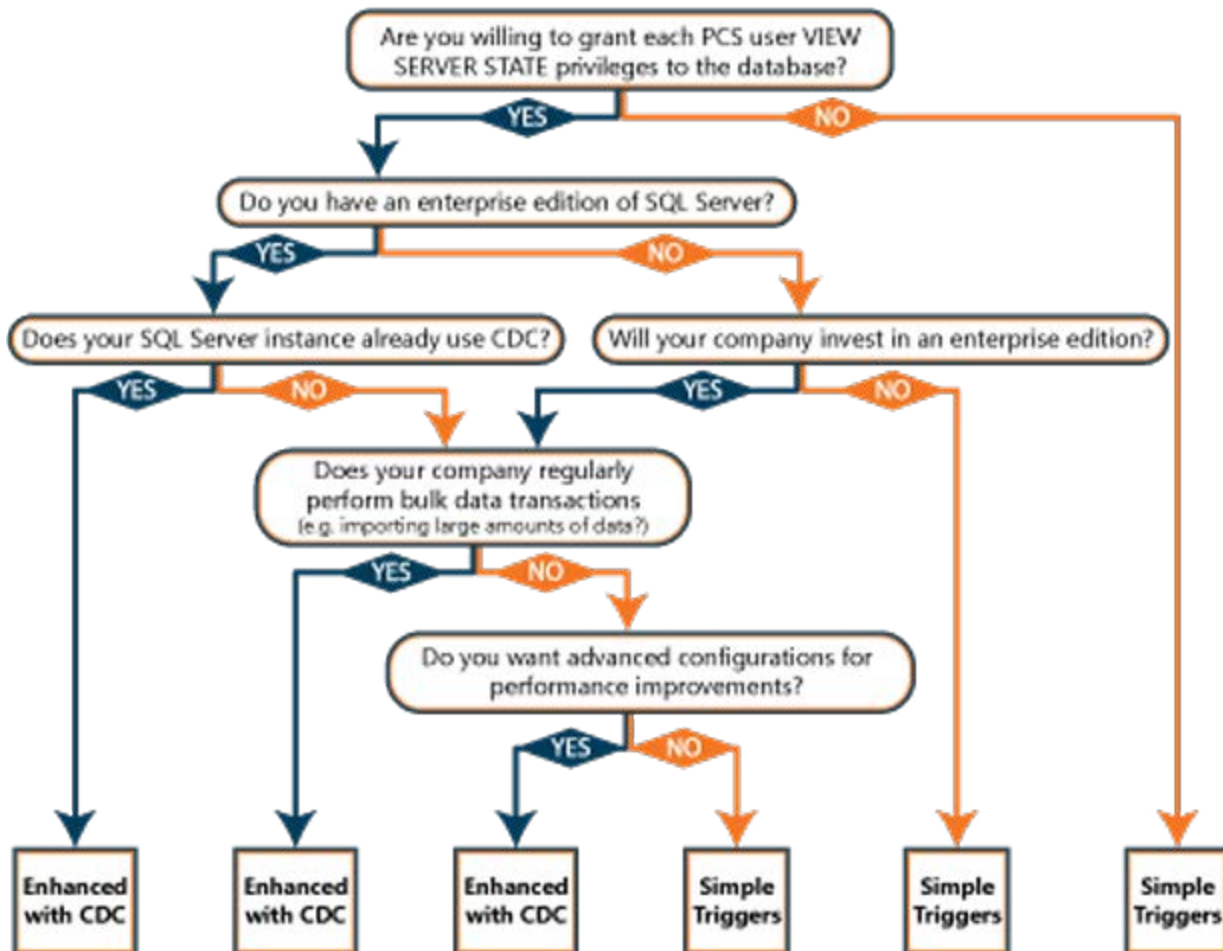 Are you willing to grant each PCS user VIEW
SERVER STATE privileges to the database?
YES
NO
Do you have an enterprise edition of SQL Server?
YES
NO
Does your SQL Server instance already use CDC?
Will your company invest in an enterprise edition?
YES
NO
YES
NO
Does your company regularly
perform bulk data transactions
(e.g. importing large amounts of data?)
YES
NO
Do you want advanced configurations for
performance improvements?
YES
NO
Enhanced
with CDC
Enhanced
with CDC
Enhanced
with CDC
Simple
Triggers
Simple
Triggers
Simple
Triggers